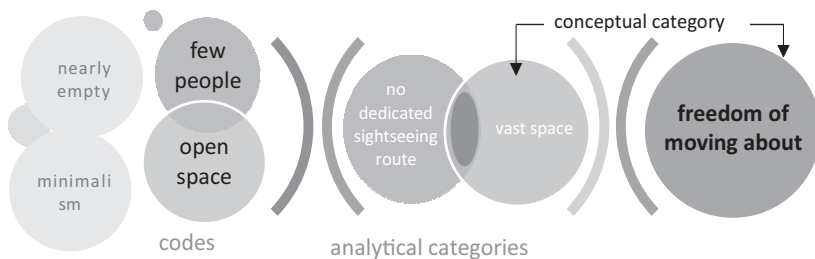 conceptual category
nearly
empty
few
people
minimali
sm
open
space
no
dedicated
sightseeing
route
vast space
freedom of
moving about
codes
analytical categories